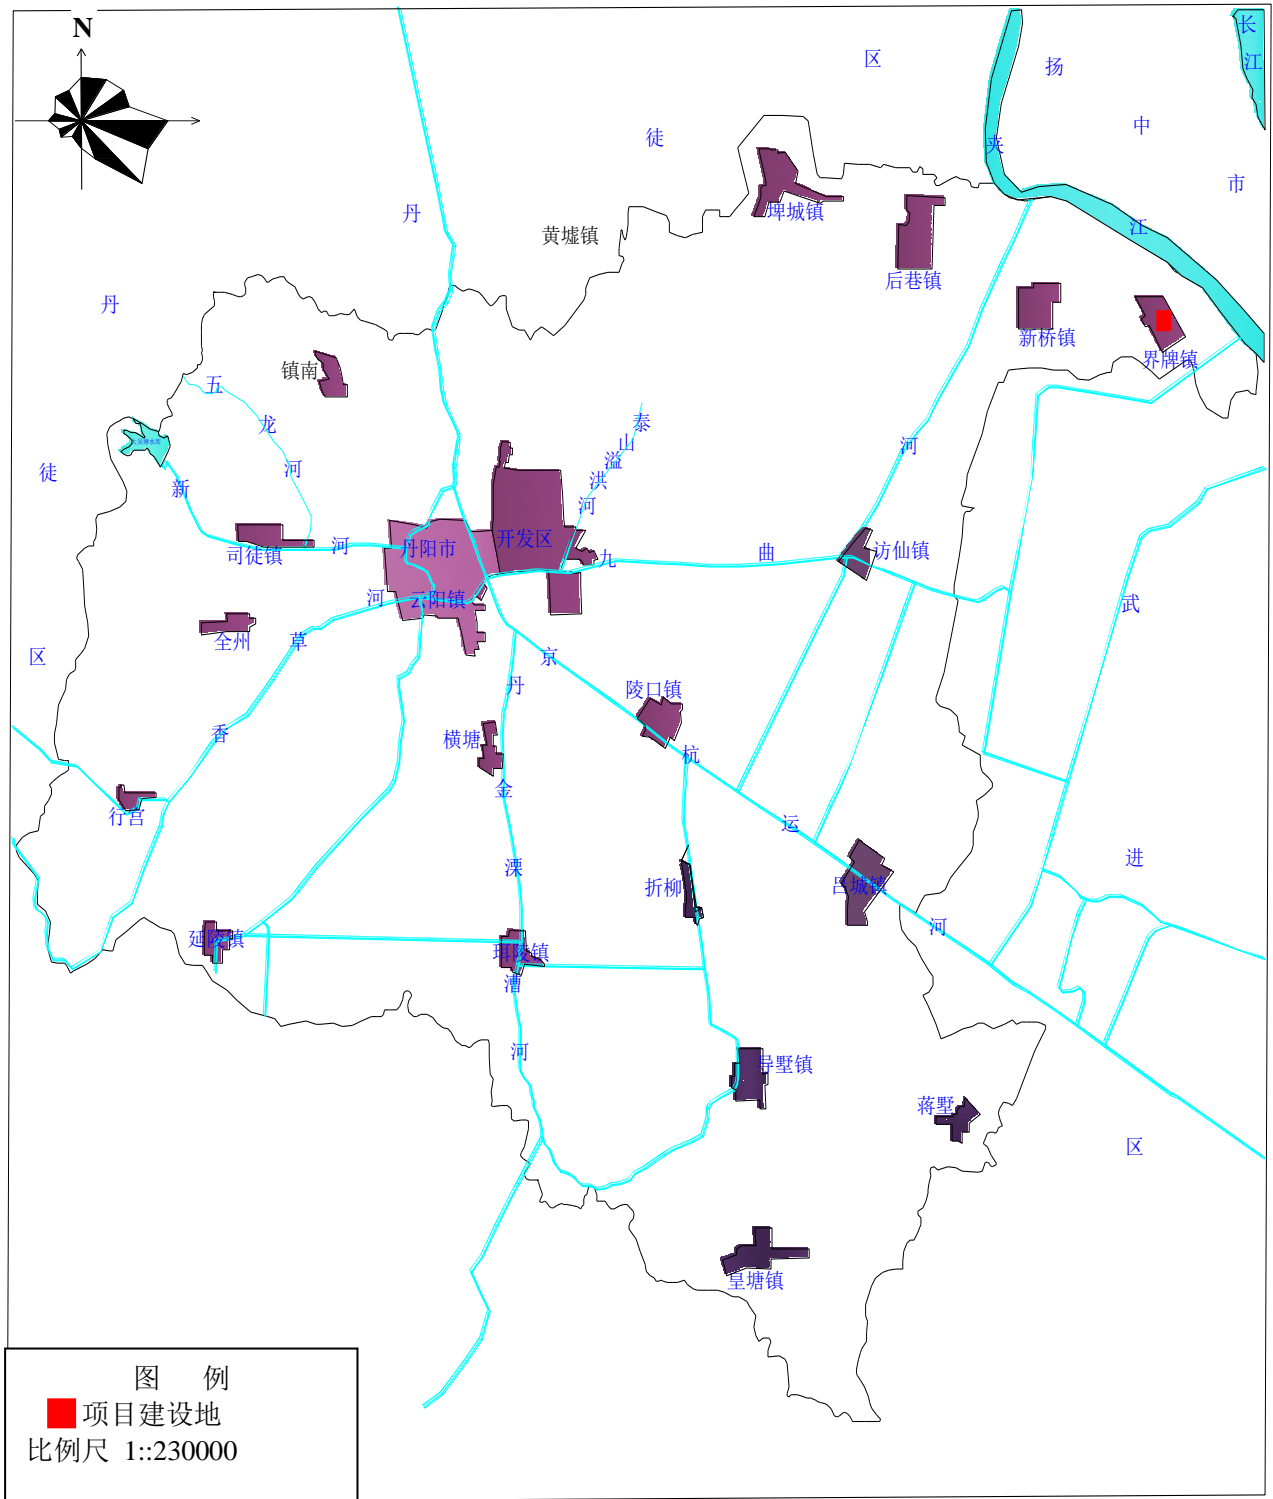 N
长江
扬中市
夹江
丹徒区
丹徒区
黄墟镇
埤城镇
后巷镇
新桥镇
界牌镇
镇南
五龙河
泰山溢洪河
新河
司徒镇
丹阳市
开发区
云阳镇
九曲河
访仙镇
全州
香草河
京杭运河
陵口镇
横塘
丹金溧漕河
行宫
折柳
吕城镇
武进区
延陵镇
珥陵镇
导墅镇
蒋墅
皇塘镇
图 例
项目建设地
比例尺 1::230000